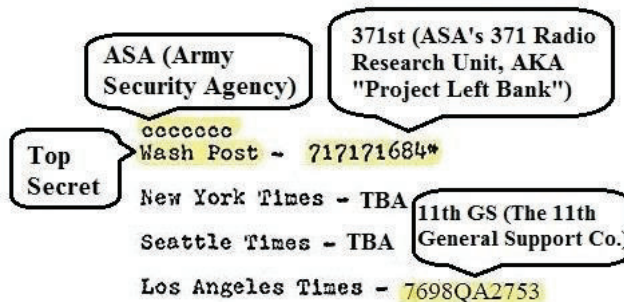 ASA (Army
Security Agency)
371st (ASA's 371 Radio
Research Unit, AKA
"Project Left Bank")
ccccccc
Top
Secret
Wash Post - 717171684*
New York Times - TBA
Seattle Times - TBA
11th GS (The 11th
General Support Co.)
Los Angeles Times - 7698QA2753